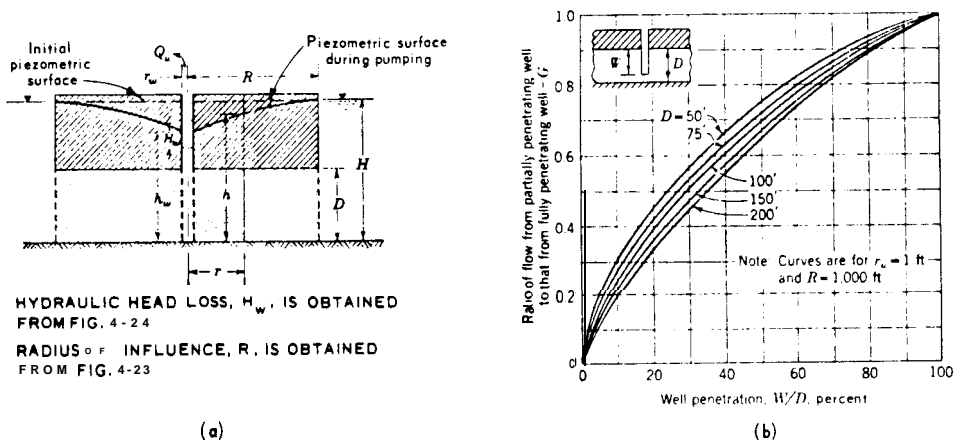 Initial
piezometric
surface
Q
r
R
Piezometric surface
during pumping
H
h
D
r
HYDRAULIC HEAD LOSS, Hw, IS OBTAINED
FROM FIG. 4-24
RADIUS OF INFLUENCE, R, IS OBTAINED
FROM FIG. 4-23
(a)
Ratio of flow from partially penetrating well
to that from fully penetrating well - G
1.0
0.8
0.6
0.4
0.2
0
W
D
D = 50'
75'
100'
150'
200'
Note: Curves are for r = 1 ft
and R = 1,000 ft
0
20
40
60
80
100
Well penetration, W/D, percent
(b)